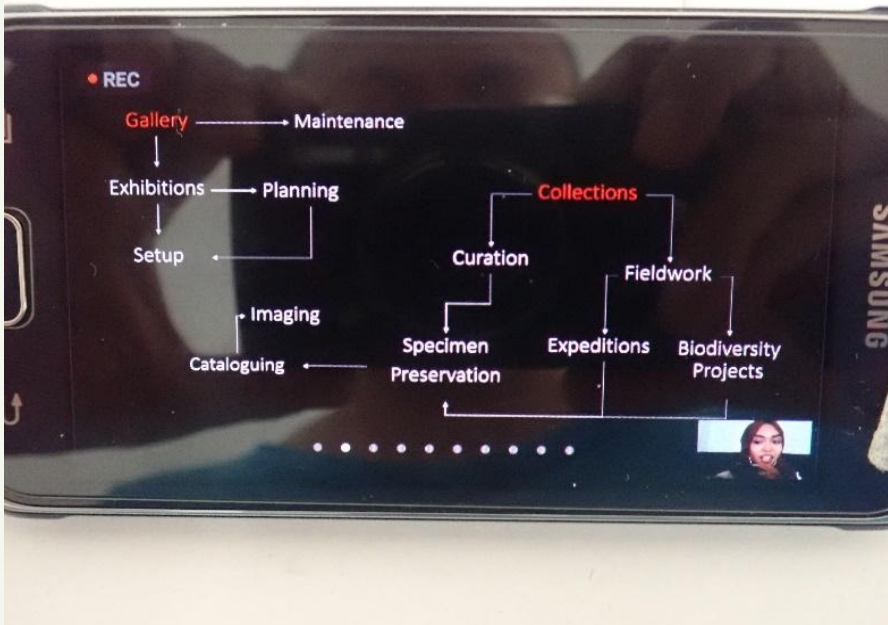 REC
Gallery
Maintenance
Exhibitions
Planning
Collections
Setup
Curation
Fieldwork
Imaging
Specimen
Preservation
Expeditions
Biodiversity
Projects
Cataloguing
SAMSUNG